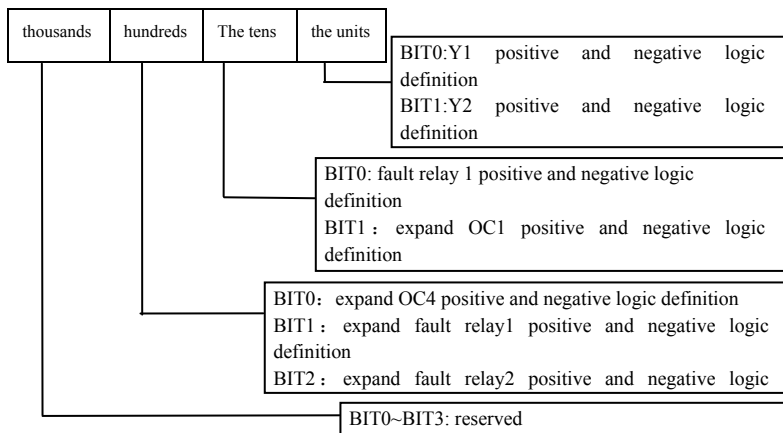 thousands hundreds The tens the units
BIT0:Y1 positive and negative logic
definition
BIT1:Y2 positive and negative logic
definition
BIT0: fault relay 1 positive and negative logic
definition
BIT1： expand OC1 positive and negative logic
definition
BIT0： expand OC4 positive and negative logic definition
BIT1： expand fault relay1 positive and negative logic
definition
BIT2： expand fault relay2 positive and negative logic
BIT0~BIT3: reserved